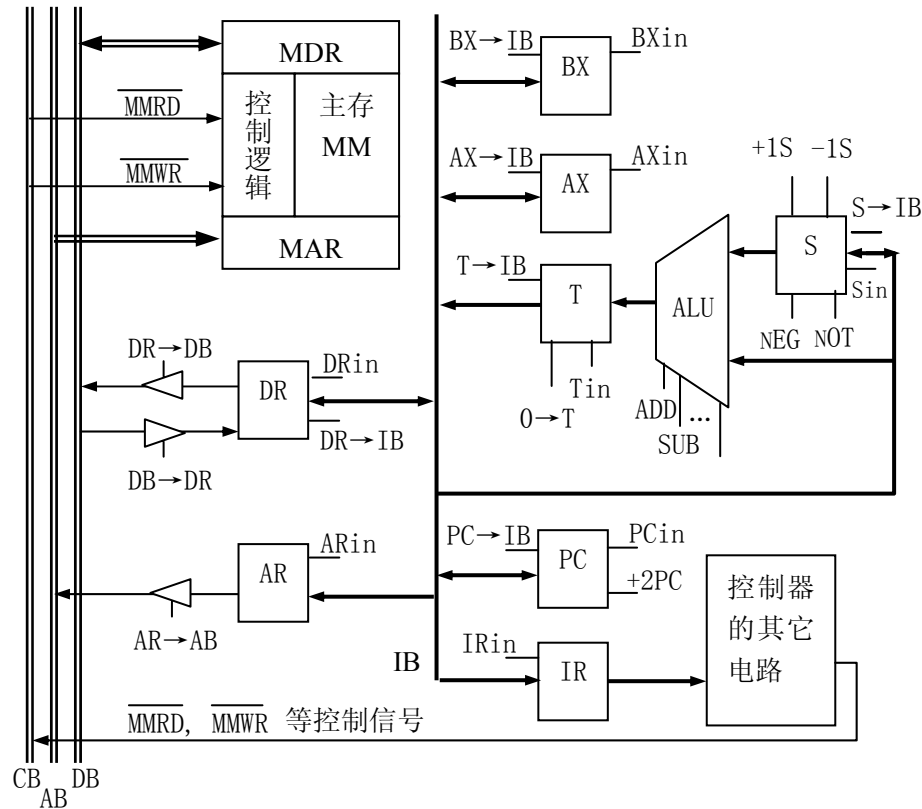 MDR
控制逻辑
主存
MM
MAR
MMRD
MMWR
BX→IB
BXin
BX
AX→IB
AXin
AX
T→IB
T
Tin
0→T
ALU
ADD
SUB
...
+1S
-1S
S→IB
S
Sin
NEG
NOT
DR→DB
DRin
DR
DR→IB
DB→DR
ARin
AR
AR→AB
IB
PC→IB
PCin
PC
+2PC
IRin
IR
控制器
的其它
电路
MMRD, MMWR 等控制信号
CB
AB
DB